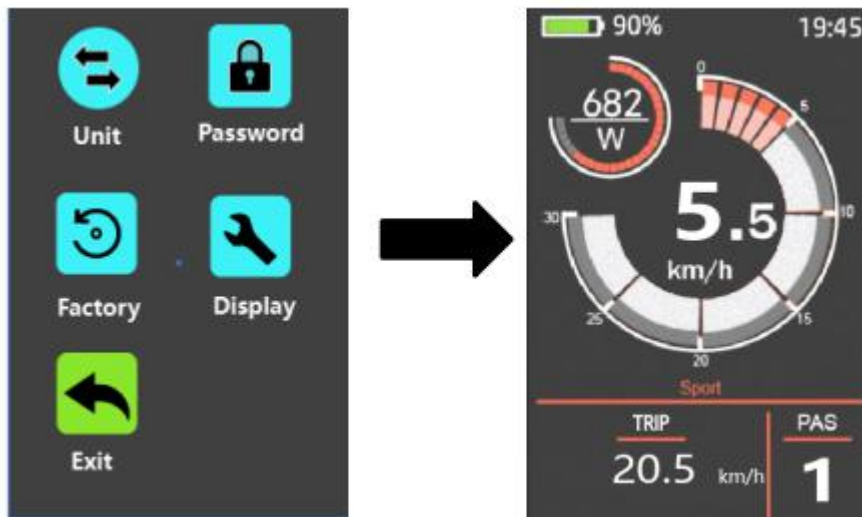 Unit
Password
Factory
Display
Exit
90%
19:45
682
W
0
5
10
15
20
25
30
5.5
km/h
Sport
TRIP
PAS
20.5 km/h
1